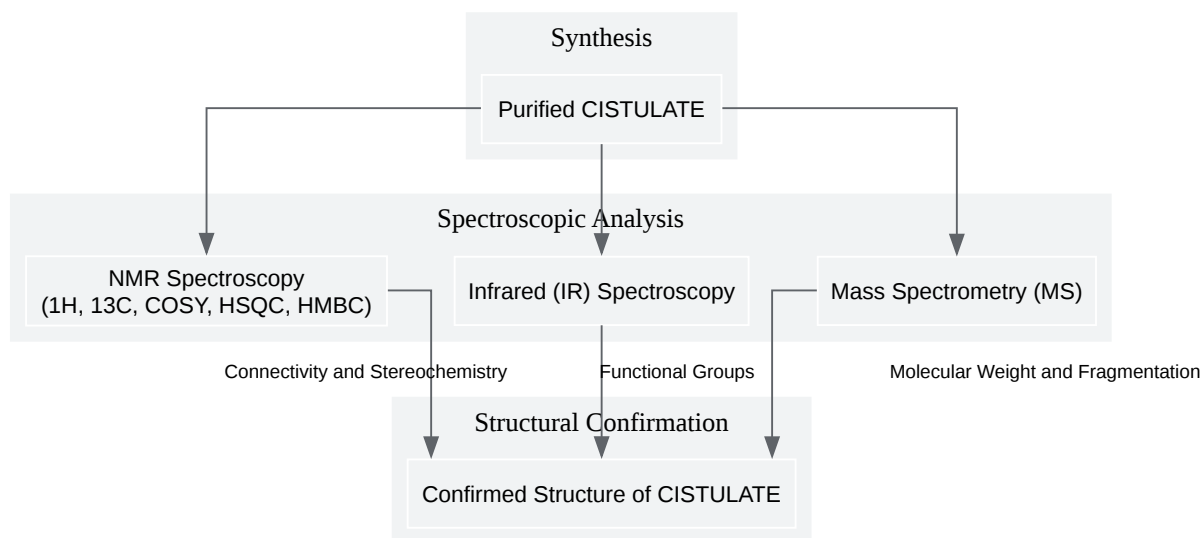 Synthesis
Purified CISTULATE
Spectroscopic Analysis
NMR Spectroscopy
(1H, 13C, COSY, HSQC, HMBC)
Infrared (IR) Spectroscopy
Mass Spectrometry (MS)
Connectivity and Stereochemistry
Functional Groups
Molecular Weight and Fragmentation
Structural Confirmation
Confirmed Structure of CISTULATE